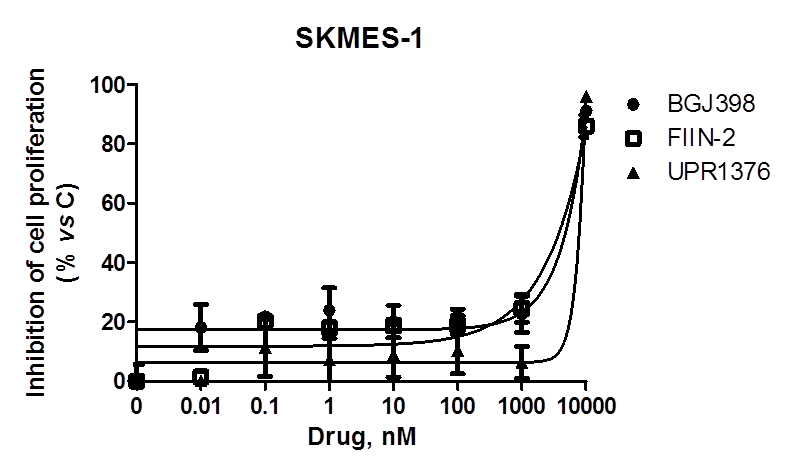 SKMES-1
Inhibition of cell proliferation
(% vs C)
100
80
60
40
20
0
0 0.01 0.1 1 10 100 1000 10000
Drug, nM
BGJ398
FIIN-2
UPR1376